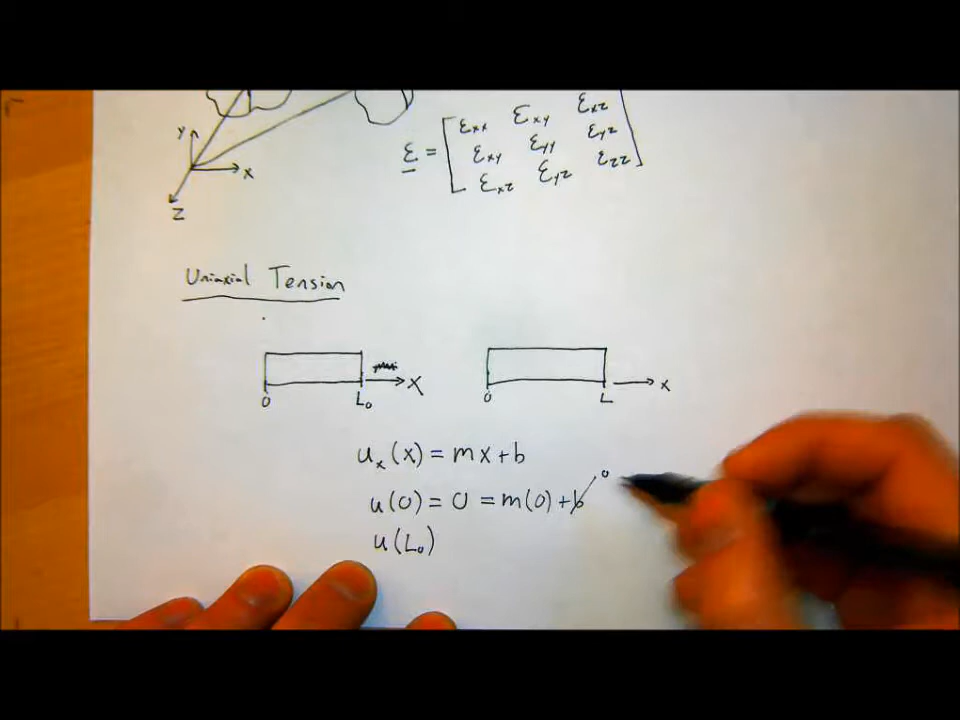 Y
X
Z
ε = [ εxx εxy εxz
εxy εyy εyz
εxz εyz εzz ]
Uniaxial Tension
0 L₀ X
0 L x
uₓ(x) = mx + b
u(0) = 0 = m(0) + b 0
u(L₀)